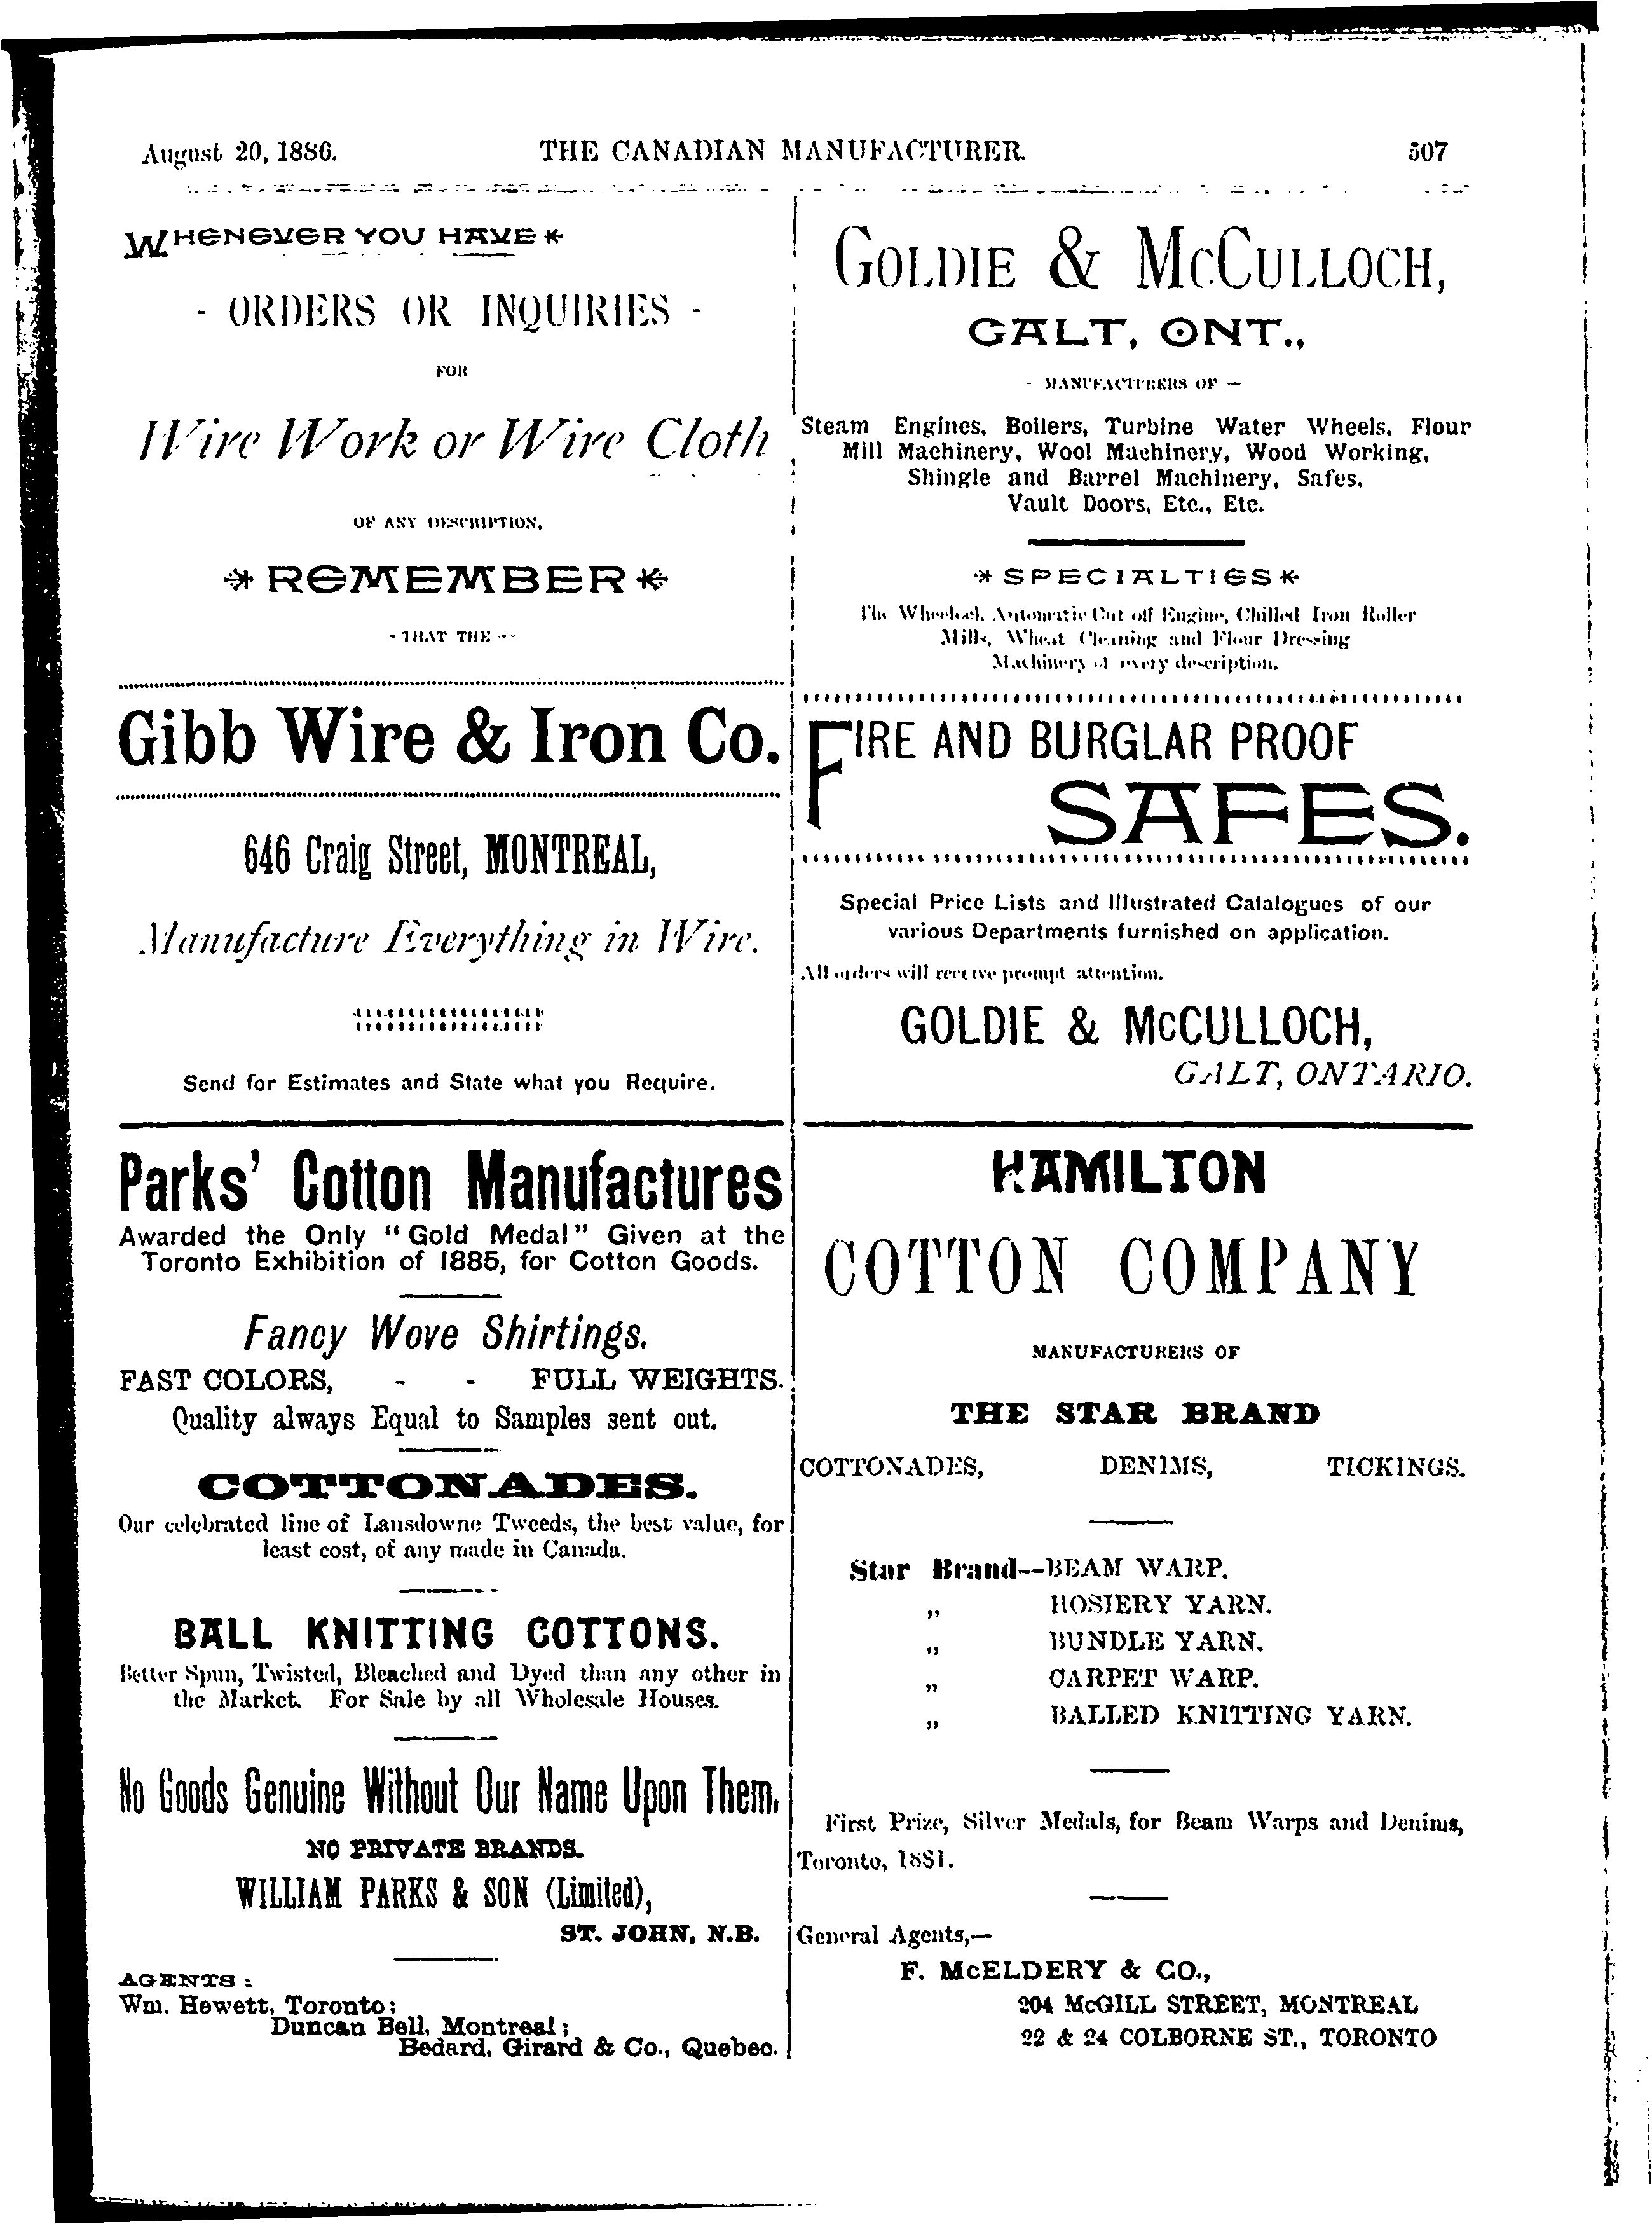 August 20, 1886.
THE CANADIAN MANUFACTURER.
507
WHENEVER YOU HAVE
- ORDERS OR INQUIRIES -
FOR
Wire Work or Wire Cloth
OF ANY DESCRIPTION,
REMEMBER
- THAT THE -
Gibb Wire & Iron Co.
646 Craig Street, MONTREAL,
Manufacture Everything in Wire.
Send for Estimates and State what you Require.
Parks' Cotton Manufactures
Awarded the Only "Gold Medal" Given at the
Toronto Exhibition of 1885, for Cotton Goods.
Fancy Wove Shirtings.
FAST COLORS, - - FULL WEIGHTS.
Quality always Equal to Samples sent out.
COTTONADES.
Our celebrated line of Lansdowne Tweeds, the best value, for
least cost, of any made in Canada.
BALL KNITTING COTTONS.
Better Spun, Twisted, Bleached and Dyed than any other in
the Market. For Sale by all Wholesale Houses.
No Goods Genuine Without Our Name Upon Them.
NO PRIVATE BRANDS.
WILLIAM PARKS & SON (Limited),
ST. JOHN, N.B.
AGENTS:
Wm. Hewett, Toronto;
Duncan Bell, Montreal;
Bedard, Girard & Co., Quebec.
GOLDIE & McCULLOCH,
GALT, ONT.,
- MANUFACTURERS OF -
Steam Engines, Boilers, Turbine Water Wheels, Flour
Mill Machinery, Wool Machinery, Wood Working,
Shingle and Barrel Machinery, Safes,
Vault Doors, Etc., Etc.
SPECIALTIES
The Wheelock Automatic Cut off Engine, Chilled Iron Roller
Mills, Wheat Cleaning and Flour Dressing
Machinery of every description.
FIRE AND BURGLAR PROOF
SAFES.
Special Price Lists and Illustrated Catalogues of our
various Departments furnished on application.
All orders will receive prompt attention.
GOLDIE & McCULLOCH,
GALT, ONTARIO.
HAMILTON
COTTON COMPANY
MANUFACTURERS OF
THE STAR BRAND
COTTONADES, DENIMS, TICKINGS.
Star Brand—BEAM WARP.
„ HOSIERY YARN.
„ BUNDLE YARN.
„ CARPET WARP.
„ BALLED KNITTING YARN.
First Prize, Silver Medals, for Beam Warps and Denims,
Toronto, 1881.
General Agents,—
F. McELDERY & CO.,
204 McGILL STREET, MONTREAL
22 & 24 COLBORNE ST., TORONTO